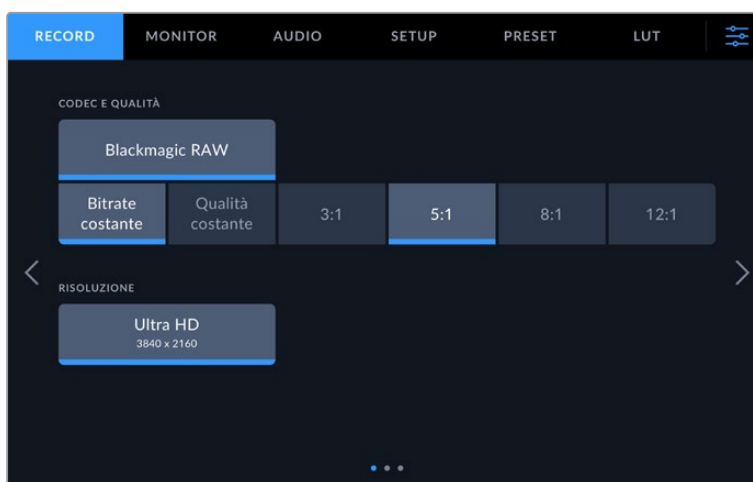 RECORD MONITOR AUDIO SETUP PRESET LUT
CODEC E QUALITÀ
Blackmagic RAW
Bitrate costante Qualità costante 3:1 5:1 8:1 12:1
RISOLUZIONE
Ultra HD
3840 x 2160